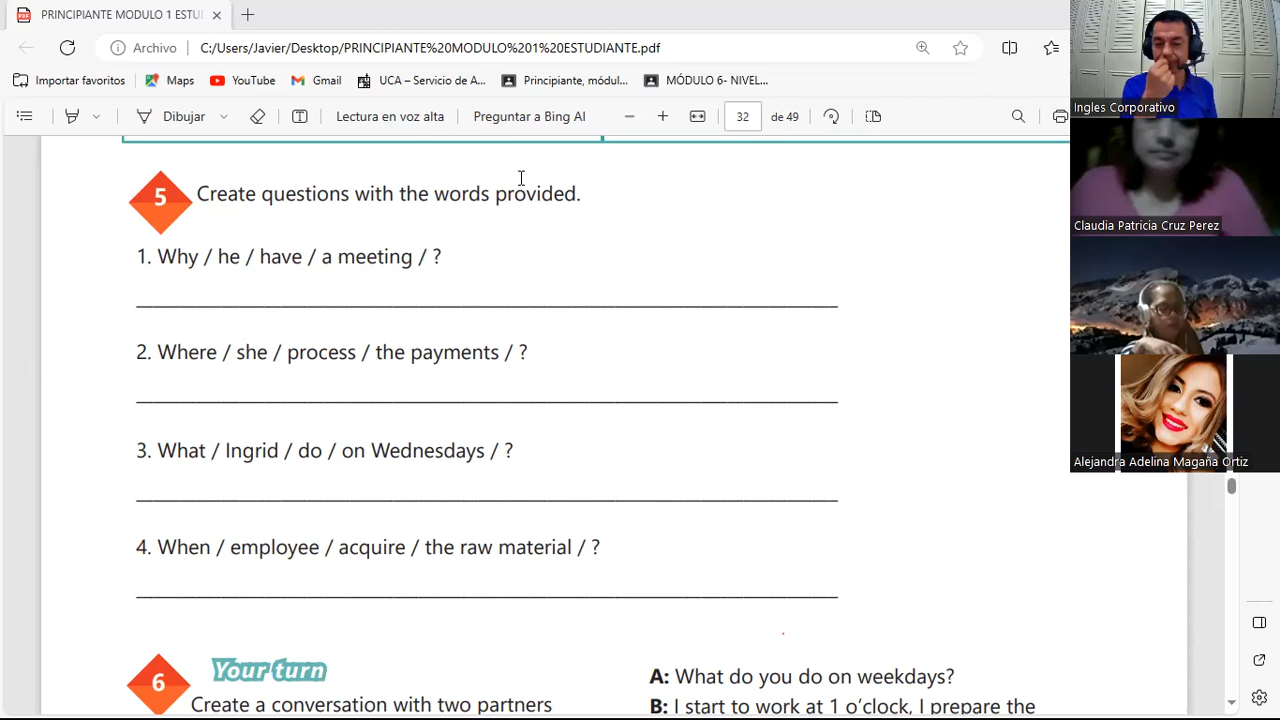 PRINCIPIANTE MODULO 1 ESTU
Archivo
C:/Users/Javier/Desktop/PRINCIPIANTE%20MODULO%201%20ESTUDIANTE.pdf
Importar favoritos
Maps
YouTube
Gmail
UCA – Servicio de A...
Principiante, módul...
MÓDULO 6- NIVEL...
Dibujar
Lectura en voz alta
Preguntar a Bing AI
32
de 49
5
Create questions with the words provided.
1. Why / he / have / a meeting / ?
2. Where / she / process / the payments / ?
3. What / Ingrid / do / on Wednesdays / ?
4. When / employee / acquire / the raw material / ?
6
Your turn
Create a conversation with two partners
A: What do you do on weekdays?
B: I start to work at 1 o’clock, I prepare the
Ingles Corporativo
Claudia Patricia Cruz Perez
Alejandra Adelina Magaña Ortiz